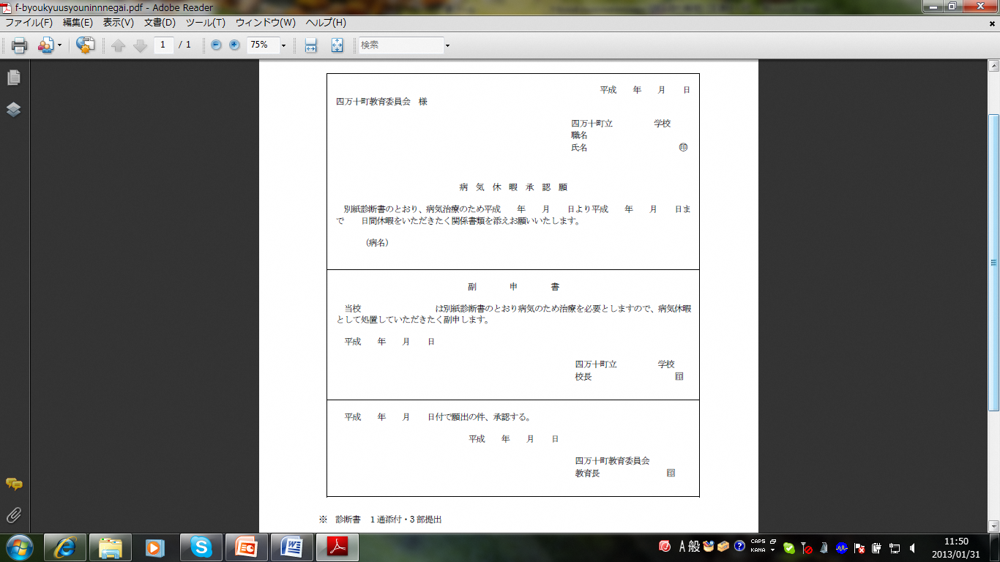 f-byoukyuusyouninnnegai.pdf - Adobe Reader
ファイル(F) 編集(E) 表示(V) 文書(D) ツール(T) ウィンドウ(W) ヘルプ(H)
1 / 1 75% 検索
平成　　年　　月　　日
四万十町教育委員会　様
四万十町立　　　　　学校
職名
氏名　　　　　　　　　　　㊞
病　気　休　暇　承　認　願
別紙診断書のとおり、病気治療のため平成　　年　　月　　日より平成　　年　　月　　日ま
で　　日間休暇をいただきたく関係書類を添えお願いいたします。
（病名）
副　　　　申　　　　書
当校　　　　　　　　　は別紙診断書のとおり病気のため治療を必要としますので、病気休暇
として処置していただきたく副申します。
平成　　年　　月　　日
四万十町立　　　　　学校
校長　　　　　　　　　　印
平成　　年　　月　　日付で願出の件、承認する。
平成　　年　　月　　日
四万十町教育委員会
教育長　　　　　　　　印
※　診断書　１通添付・３部提出
A 般 CAPS KANA
11:50
2013/01/31